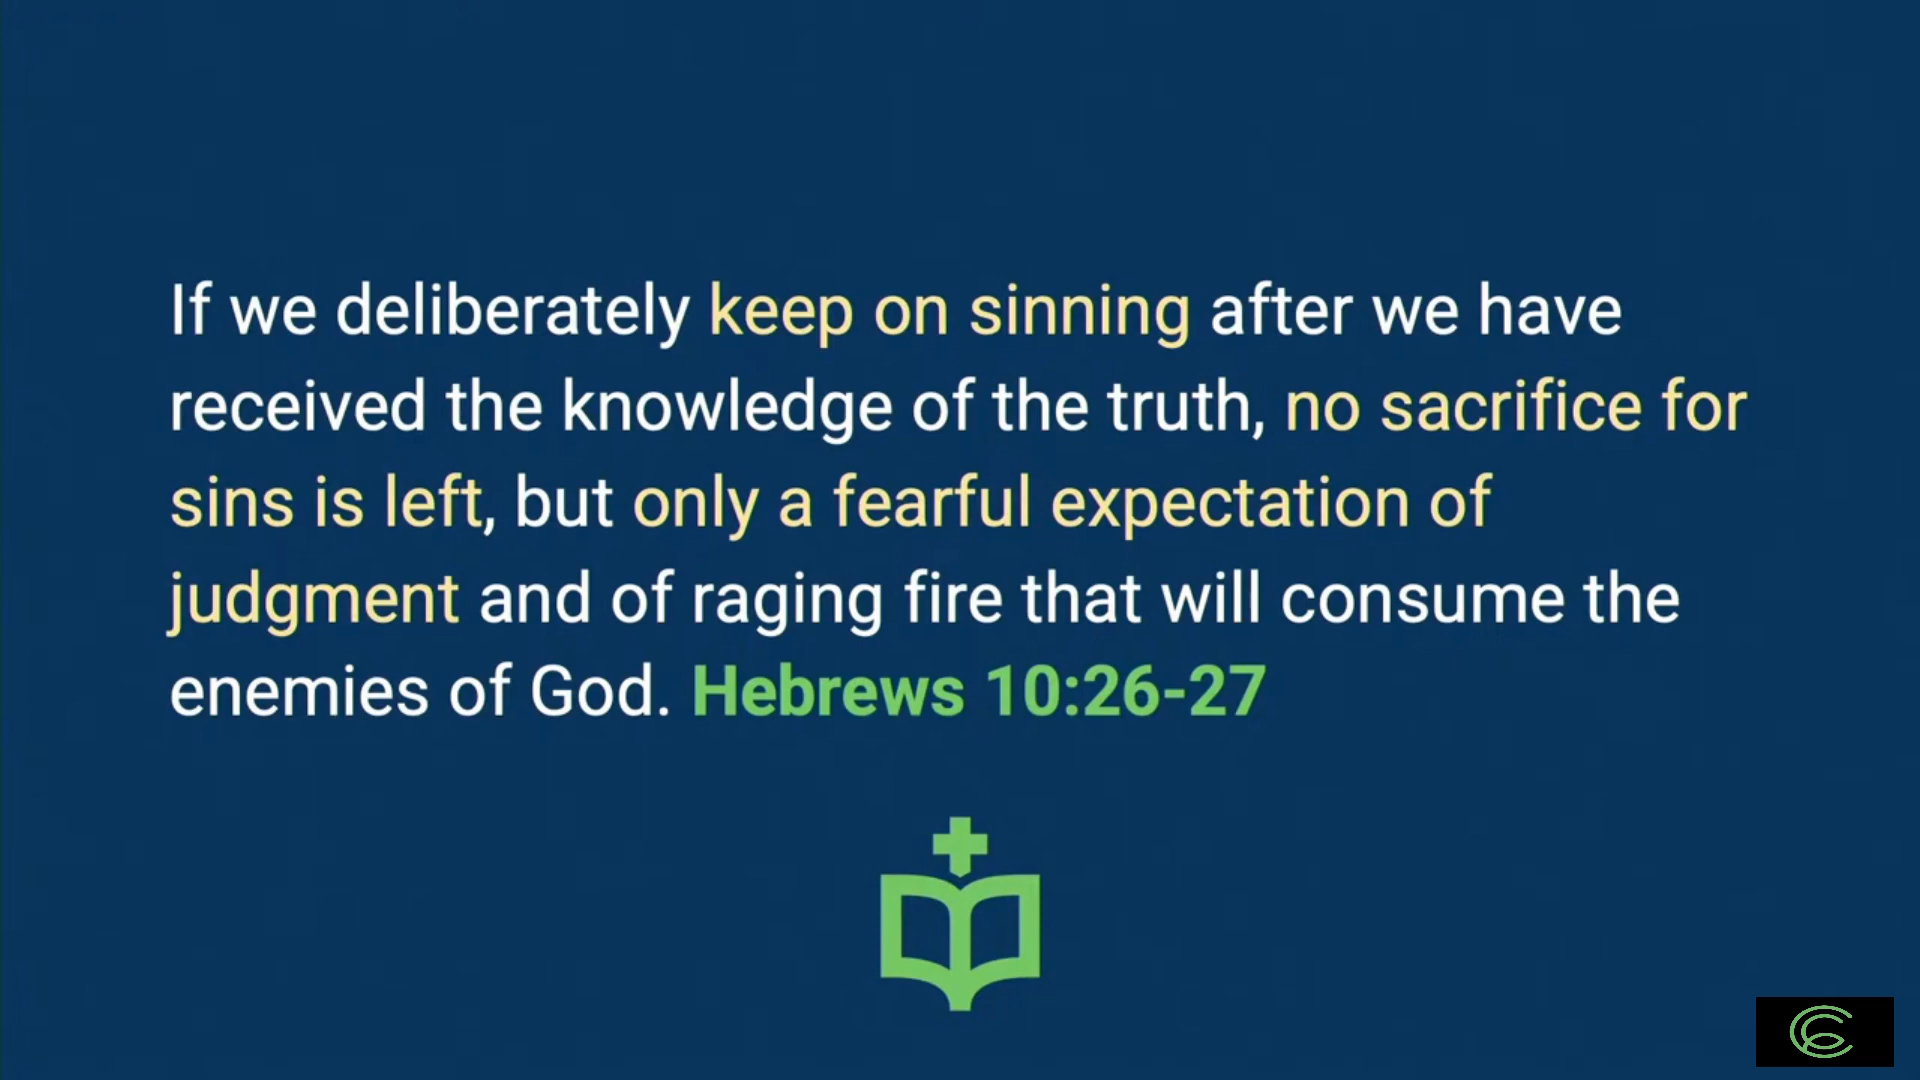 If we deliberately keep on sinning after we have
received the knowledge of the truth, no sacrifice for
sins is left, but only a fearful expectation of
judgment and of raging fire that will consume the
enemies of God. Hebrews 10:26-27